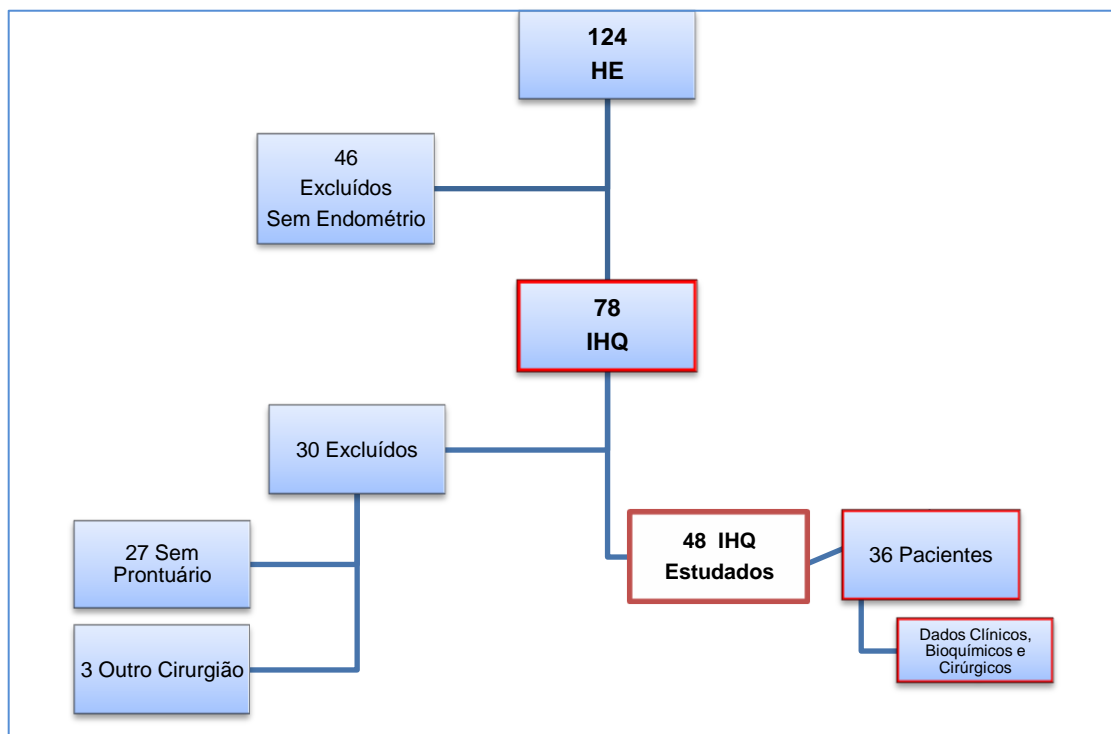 124
HE
46
Excluídos
Sem Endométrio
78
IHQ
30 Excluídos
27 Sem
Prontuário
3 Outro Cirurgião
48 IHQ
Estudados
36 Pacientes
Dados Clínicos,
Bioquímicos e
Cirúrgicos